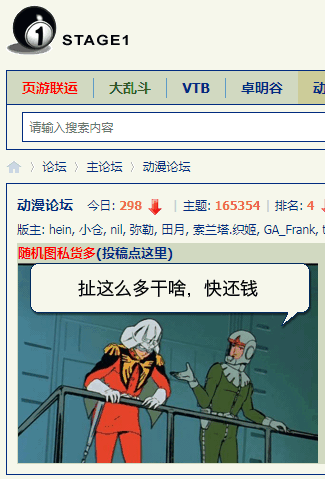 1 STAGE1
页游联运 大乱斗 VTB 卓明谷
请输入搜索内容
论坛 主论坛 动漫论坛
动漫论坛 今日: 298 主题: 165354 排名: 4
版主: hein, 小仓, nil, 弥勒, 田月, 索兰塔.织姬, GA_Frank,
随机图私货多(投稿点这里)
扯这么多干啥，快还钱